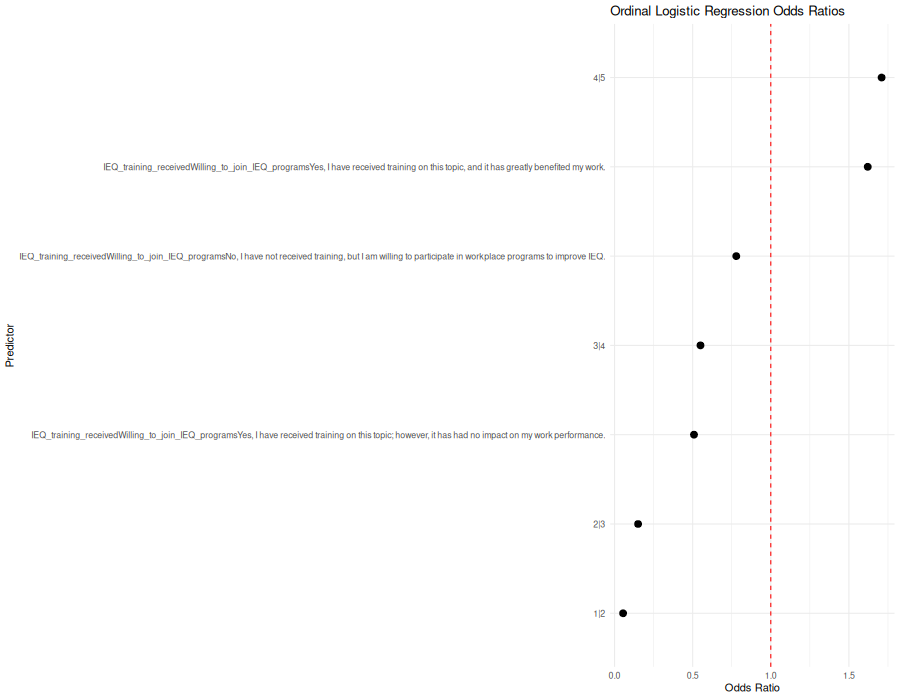 Ordinal Logistic Regression Odds Ratios
4|5
IEQ_training_receivedWilling_to_join_IEQ_programsYes, I have received training on this topic, and it has greatly benefited my work.
IEQ_training_receivedWilling_to_join_IEQ_programsNo, I have not received training, but I am willing to participate in workplace programs to improve IEQ.
Predictor
3|4
IEQ_training_receivedWilling_to_join_IEQ_programsYes, I have received training on this topic; however, it has had no impact on my work performance.
2|3
1|2
0.0 0.5 1.0 1.5
Odds Ratio